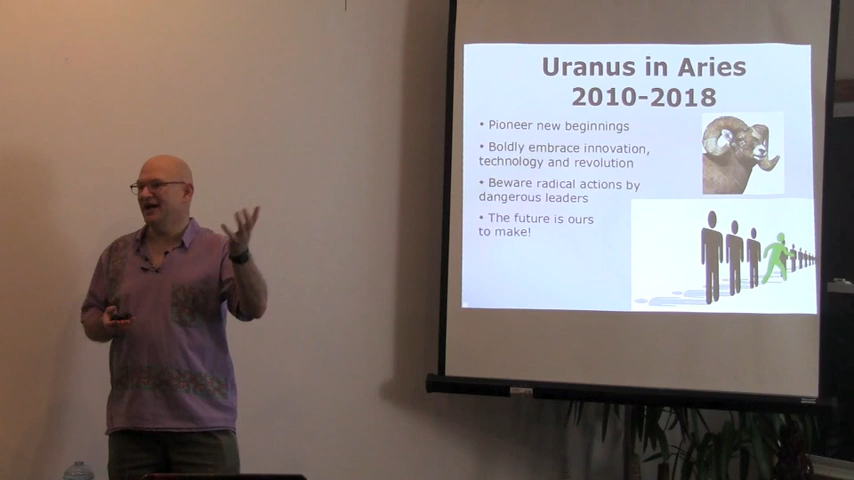 Uranus in Aries
2010-2018
• Pioneer new beginnings
• Boldly embrace innovation,
technology and revolution
• Beware radical actions by
dangerous leaders
• The future is ours
to make!